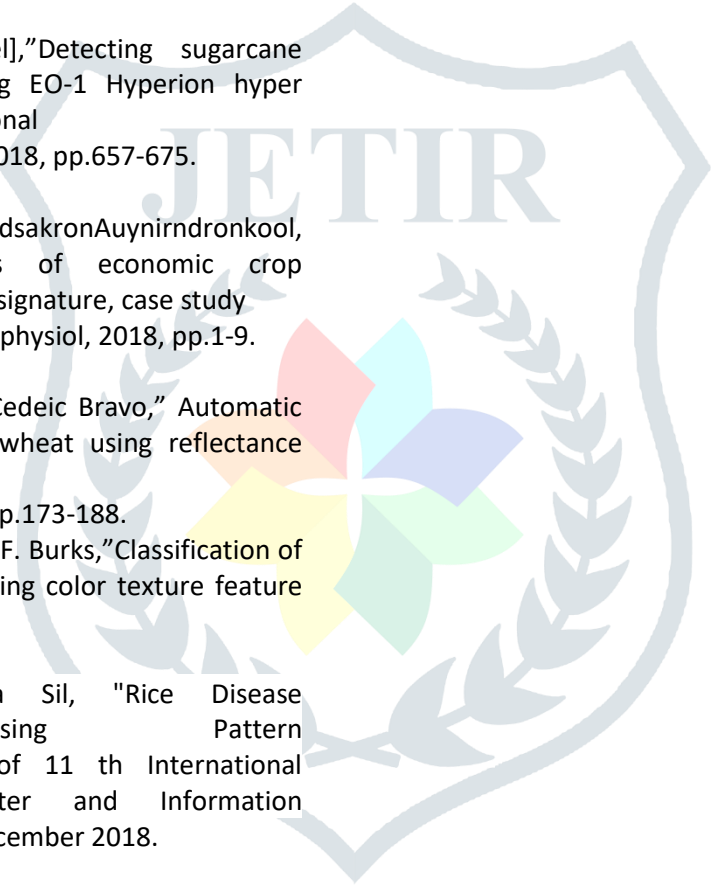 el],”Detecting sugarcane
g EO-1 Hyperion hyper
onal
018, pp.657-675.
JETIR
dsakronAuynirndronkool,
s of economic crop
signature, case study
physiol, 2018, pp.1-9.
Cedeic Bravo,” Automatic
wheat using reflectance
p.173-188.
F. Burks,”Classification of
ing color texture feature
a Sil, "Rice Disease
sing Pattern
of 11 th International
ter and Information
cember 2018.